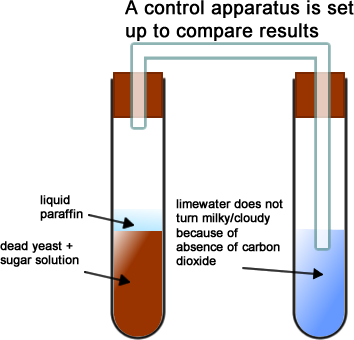 A control apparatus is set
up to compare results
liquid
paraffin
dead yeast +
sugar solution
limewater does not
turn milky/cloudy
because of
absence of carbon
dioxide